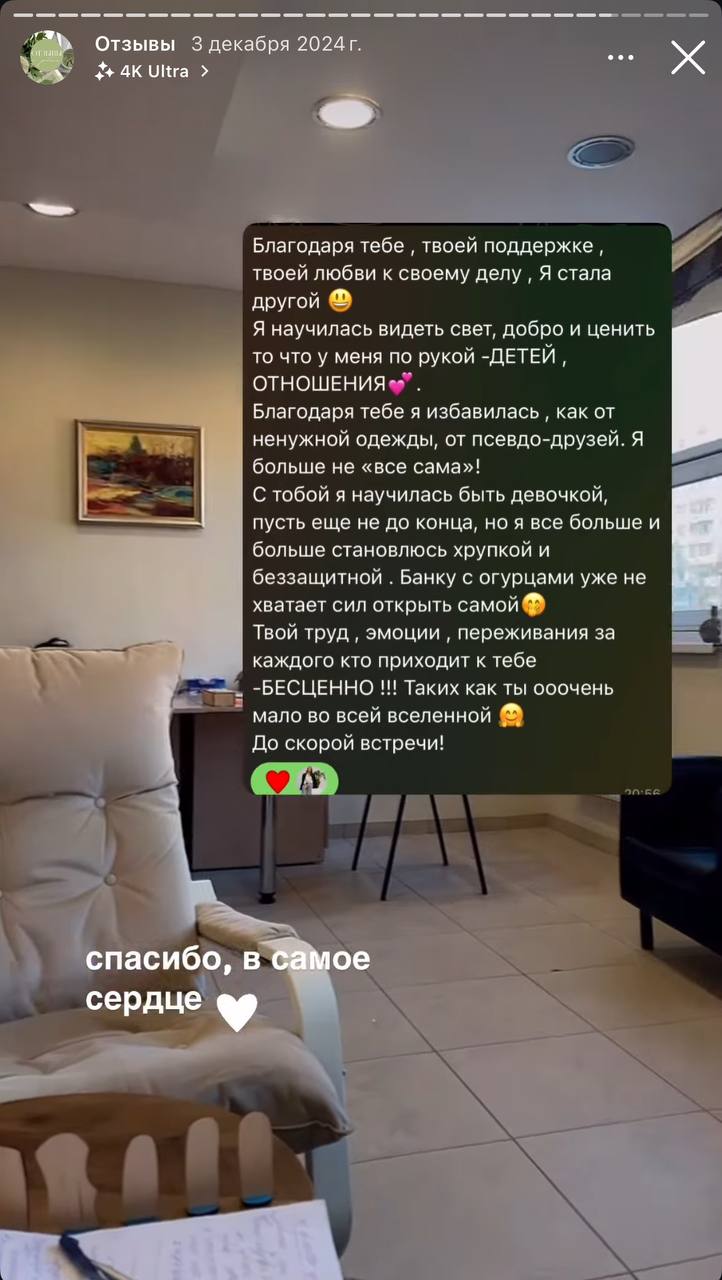 Отзывы 3 декабря 2024 г.
4K Ultra
Благодаря тебе , твоей поддержке ,
твоей любви к своему делу , Я стала
другой 😃
Я научилась видеть свет, добро и ценить
то что у меня по рукой -ДЕТЕЙ ,
ОТНОШЕНИЯ💕 .
Благодаря тебе я избавилась , как от
ненужной одежды, от псевдо-друзей. Я
больше не «все сама»!
С тобой я научилась быть девочкой,
пусть еще не до конца, но я все больше и
больше становлюсь хрупкой и
беззащитной . Банку с огурцами уже не
хватает сил открыть самой🤭
Твой труд , эмоции , переживания за
каждого кто приходит к тебе
-БЕСЦЕННО !!! Таких как ты ооочень
мало во всей вселенной 🤗
До скорой встречи!
20:56
спасибо, в самое
сердце 🤍